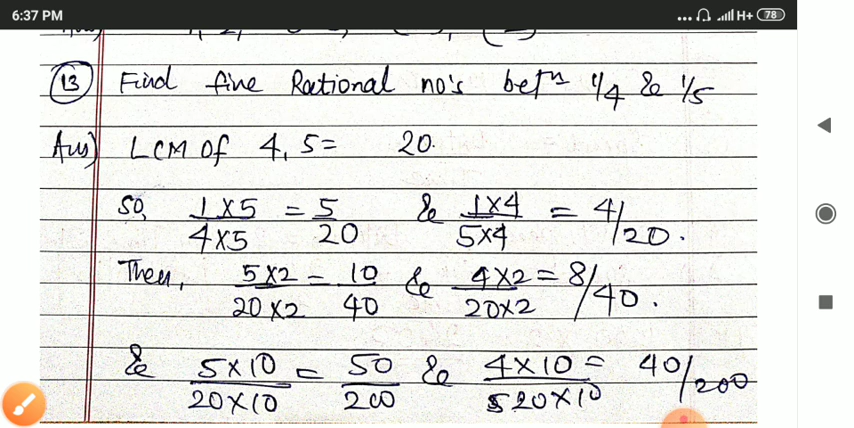 6:37 PM ... H+ 78
13 Find five Rational no's betn 1/4 & 1/5
Ans) LCM of 4, 5 = 20.
So, 1×5/4×5 = 5/20 & 1×4/5×4 = 4/20.
Then, 5×2/20×2 = 10/40 & 4×2/20×2 = 8/40.
& 5×10/20×10 = 50/200 & 4×10/20×10 = 40/200